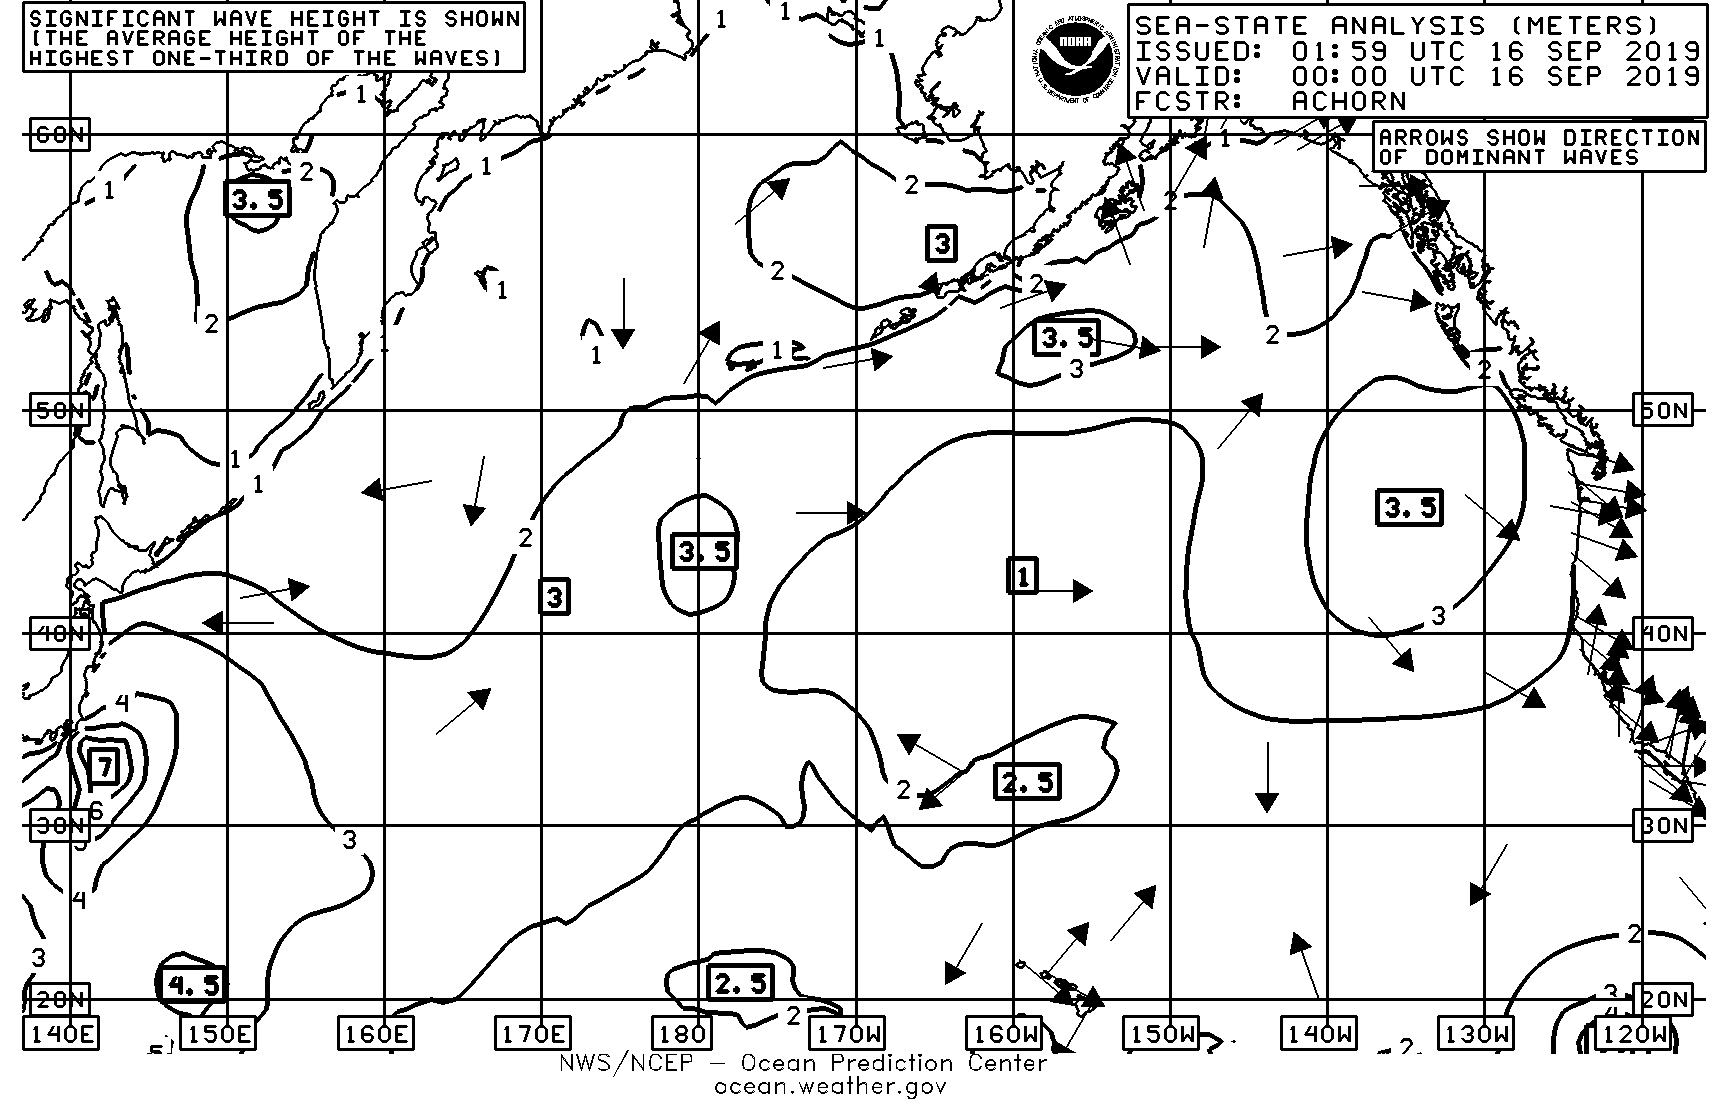 SIGNIFICANT WAVE HEIGHT IS SHOWN
(THE AVERAGE HEIGHT OF THE
HIGHEST ONE-THIRD OF THE WAVES)
NOAA
SEA-STATE ANALYSIS (METERS)
ISSUED: 01:59 UTC 16 SEP 2019
VALID: 00:00 UTC 16 SEP 2019
FCSTR: ACHORN
ARROWS SHOW DIRECTION
OF DOMINANT WAVES
1
1
1
1
60N
1
1
2
1
2
2
3.5
3
2
2
1
2
1
3.5
2
1
1
1
3
2
50N
50N
1
1
2
3.5
3.5
1
3
3
40N
40N
4
7
2.5
2
6
30N
30N
3
4
2
3
4.5
2.5
3
20N
20N
2
4
140E
150E
160E
170E
180
170W
160W
150W
140W
130W
120W
2
NWS/NCEP – Ocean Prediction Center
ocean.weather.gov